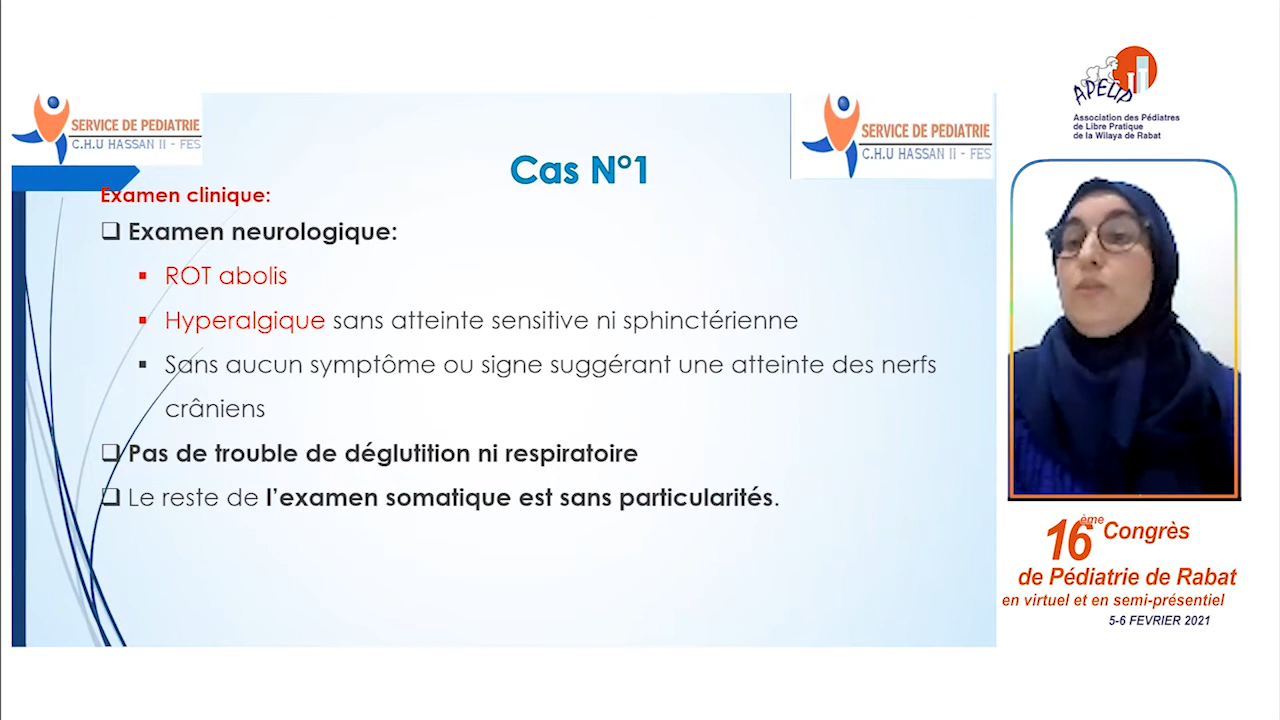 SERVICE DE PEDIATRIE
C.H.U HASSAN II - FES
SERVICE DE PEDIATRIE
C.H.U HASSAN II - FES
Cas N°1
Examen clinique:
❑ Examen neurologique:
▪ ROT abolis
▪ Hyperalgique sans atteinte sensitive ni sphinctérienne
▪ Sans aucun symptôme ou signe suggérant une atteinte des nerfs
crâniens
❑ Pas de trouble de déglutition ni respiratoire
❑ Le reste de l'examen somatique est sans particularités.
APELIP
Association des Pédiatres
de Libre Pratique
de la Wilaya de Rabat
16ème Congrès
de Pédiatrie de Rabat
en virtuel et en semi-présentiel
5-6 FEVRIER 2021